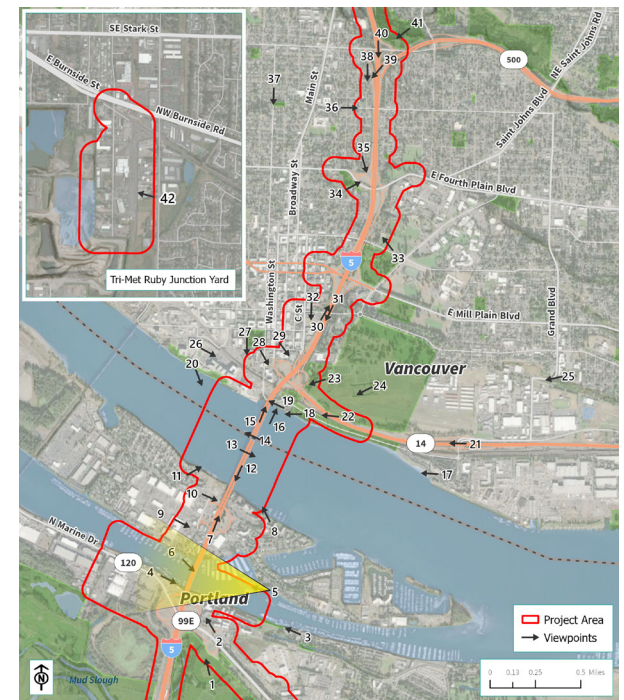 SE Stark St
E Burnside St
NW Burnside Rd
42
Tri-Met Ruby Junction Yard
41
40
38
39
37
36
35
34
33
32
31
30
29
28
27
26
25
24
23
22
21
20
19
18
17
16
15
14
13
12
11
10
9
8
7
6
5
4
3
2
1
500
NE Saint Johns Rd
Saint Johns Blvd
Main St
Broadway St
E Fourth Plain Blvd
5
Washington St
C St
E Mill Plain Blvd
Grand Blvd
Vancouver
14
N Marine Dr
120
Portland
99E
5
Mud Slough
N
Project Area
Viewpoints
0 0.13 0.25 0.5 Miles